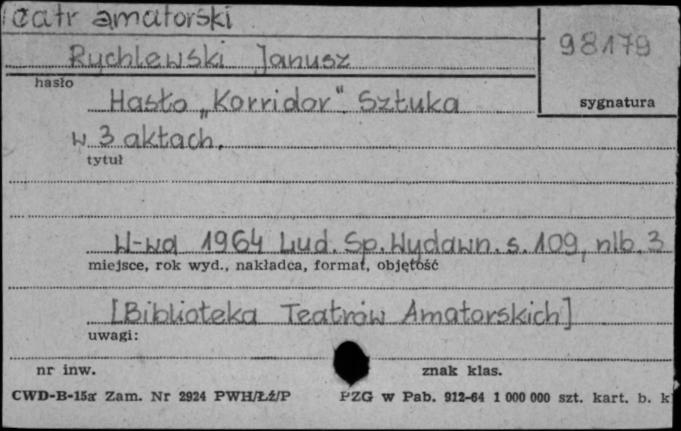 Teatr amatorski
98179
Rychlewski Janusz
hasło
Hasło „Korridor". Sztuka
sygnatura
w 3 aktach.
tytuł
W-wa 1964 Lud. Sp. Wydawn. s. 109, nlb. 3
miejsce, rok wyd., nakładca, format, objętość
[Biblioteka Teatrów Amatorskich]
uwagi:
nr inw. znak klas.
CWD-B-15a Zam. Nr 2924 PWH/Łź/P PZG w Pab. 912-64 1 000 000 szt. kart. b. k